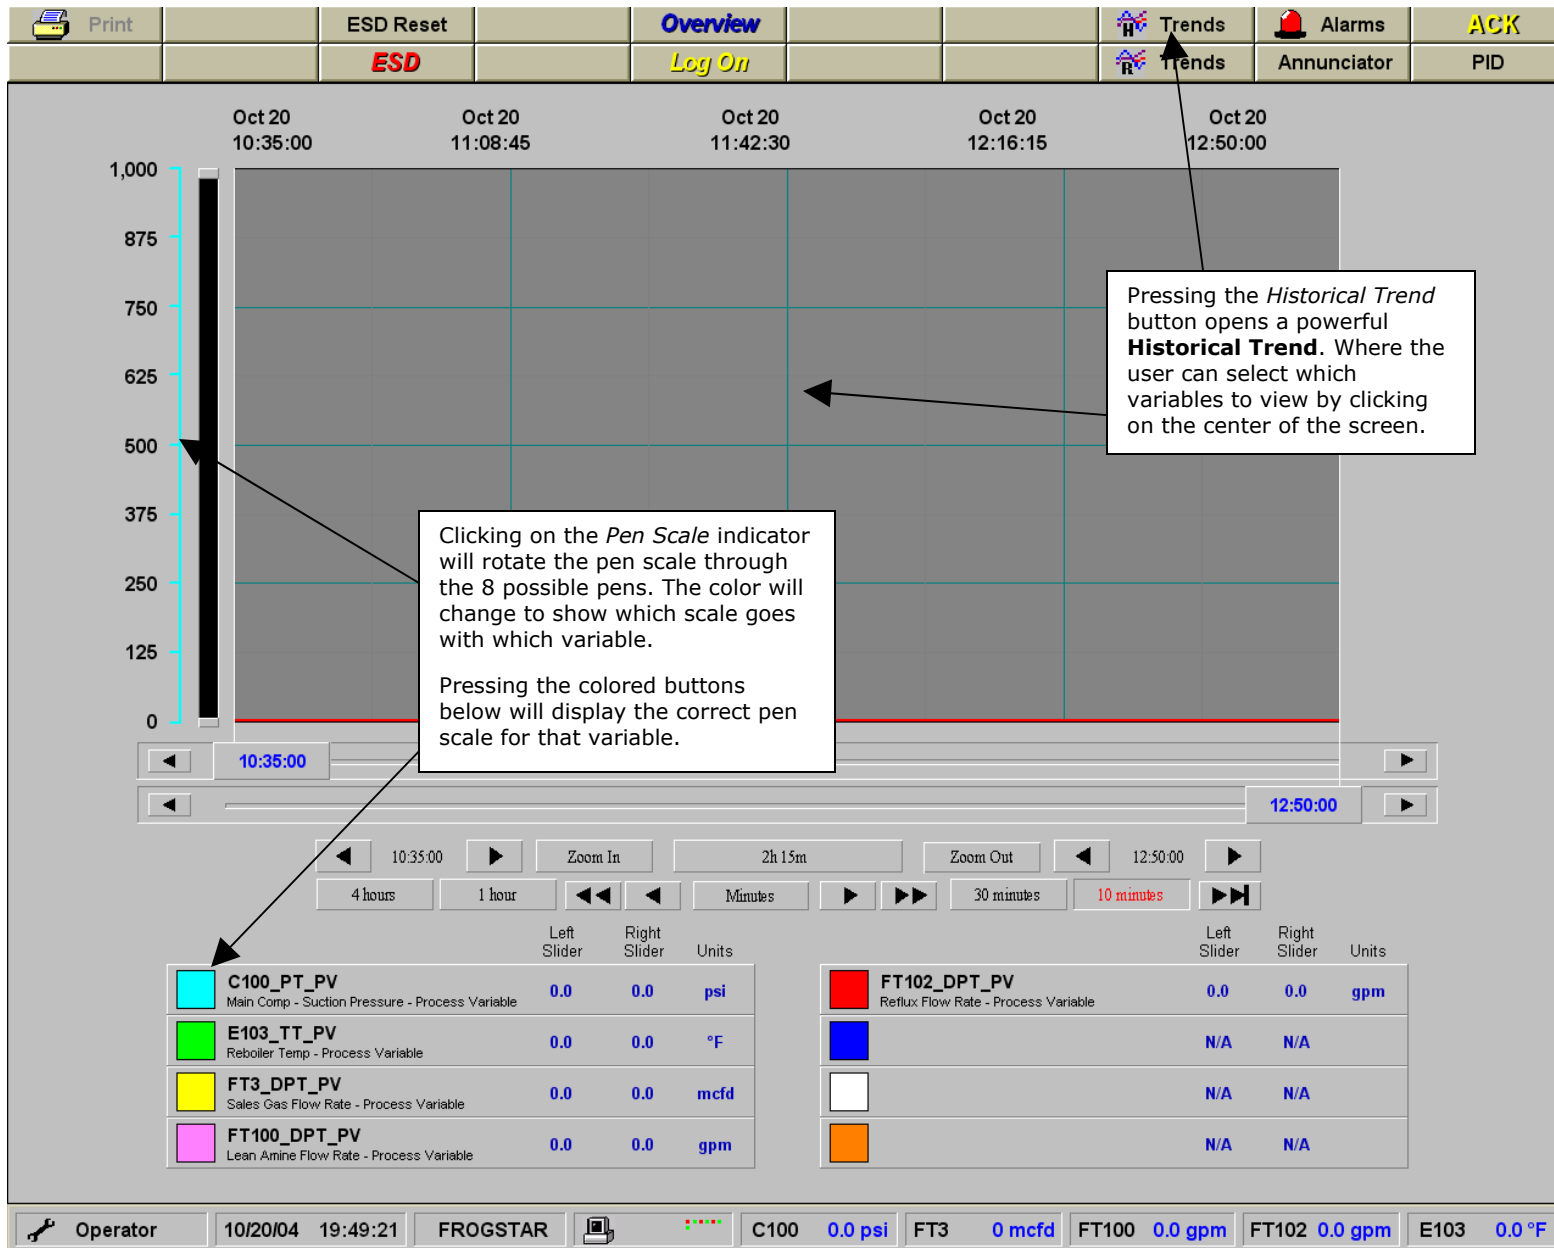 Print ESD Reset Overview H Trends Alarms ACK
ESD Log On R Trends Annunciator PID
Oct 20 Oct 20 Oct 20 Oct 20 Oct 20
10:35:00 11:08:45 11:42:30 12:16:15 12:50:00
1,000
875
750
625
500
375
250
125
0
Pressing the Historical Trend
button opens a powerful
Historical Trend. Where the
user can select which
variables to view by clicking
on the center of the screen.
Clicking on the Pen Scale indicator
will rotate the pen scale through
the 8 possible pens. The color will
change to show which scale goes
with which variable.
Pressing the colored buttons
below will display the correct pen
scale for that variable.
10:35:00
12:50:00
10:35:00 Zoom In 2h 15m Zoom Out 12:50:00
4 hours 1 hour Minutes 30 minutes 10 minutes
Left Right
Slider Slider Units
C100_PT_PV
Main Comp - Suction Pressure - Process Variable 0.0 0.0 psi
E103_TT_PV
Reboiler Temp - Process Variable 0.0 0.0 °F
FT3_DPT_PV
Sales Gas Flow Rate - Process Variable 0.0 0.0 mcfd
FT100_DPT_PV
Lean Amine Flow Rate - Process Variable 0.0 0.0 gpm
Left Right
Slider Slider Units
FT102_DPT_PV
Reflux Flow Rate - Process Variable 0.0 0.0 gpm
N/A N/A
N/A N/A
N/A N/A
Operator 10/20/04 19:49:21 FROGSTAR C100 0.0 psi FT3 0 mcfd FT100 0.0 gpm FT102 0.0 gpm E103 0.0 °F